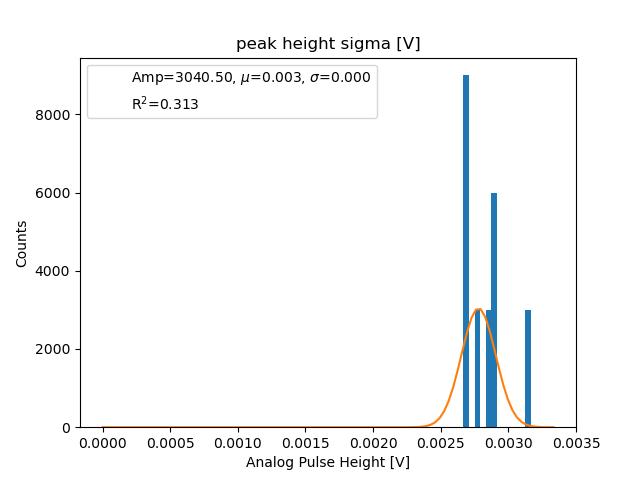 peak height sigma [V]
Amp=3040.50, μ=0.003, σ=0.000
R²=0.313
8000
6000
4000
2000
0
Counts
0.0000 0.0005 0.0010 0.0015 0.0020 0.0025 0.0030 0.0035
Analog Pulse Height [V]